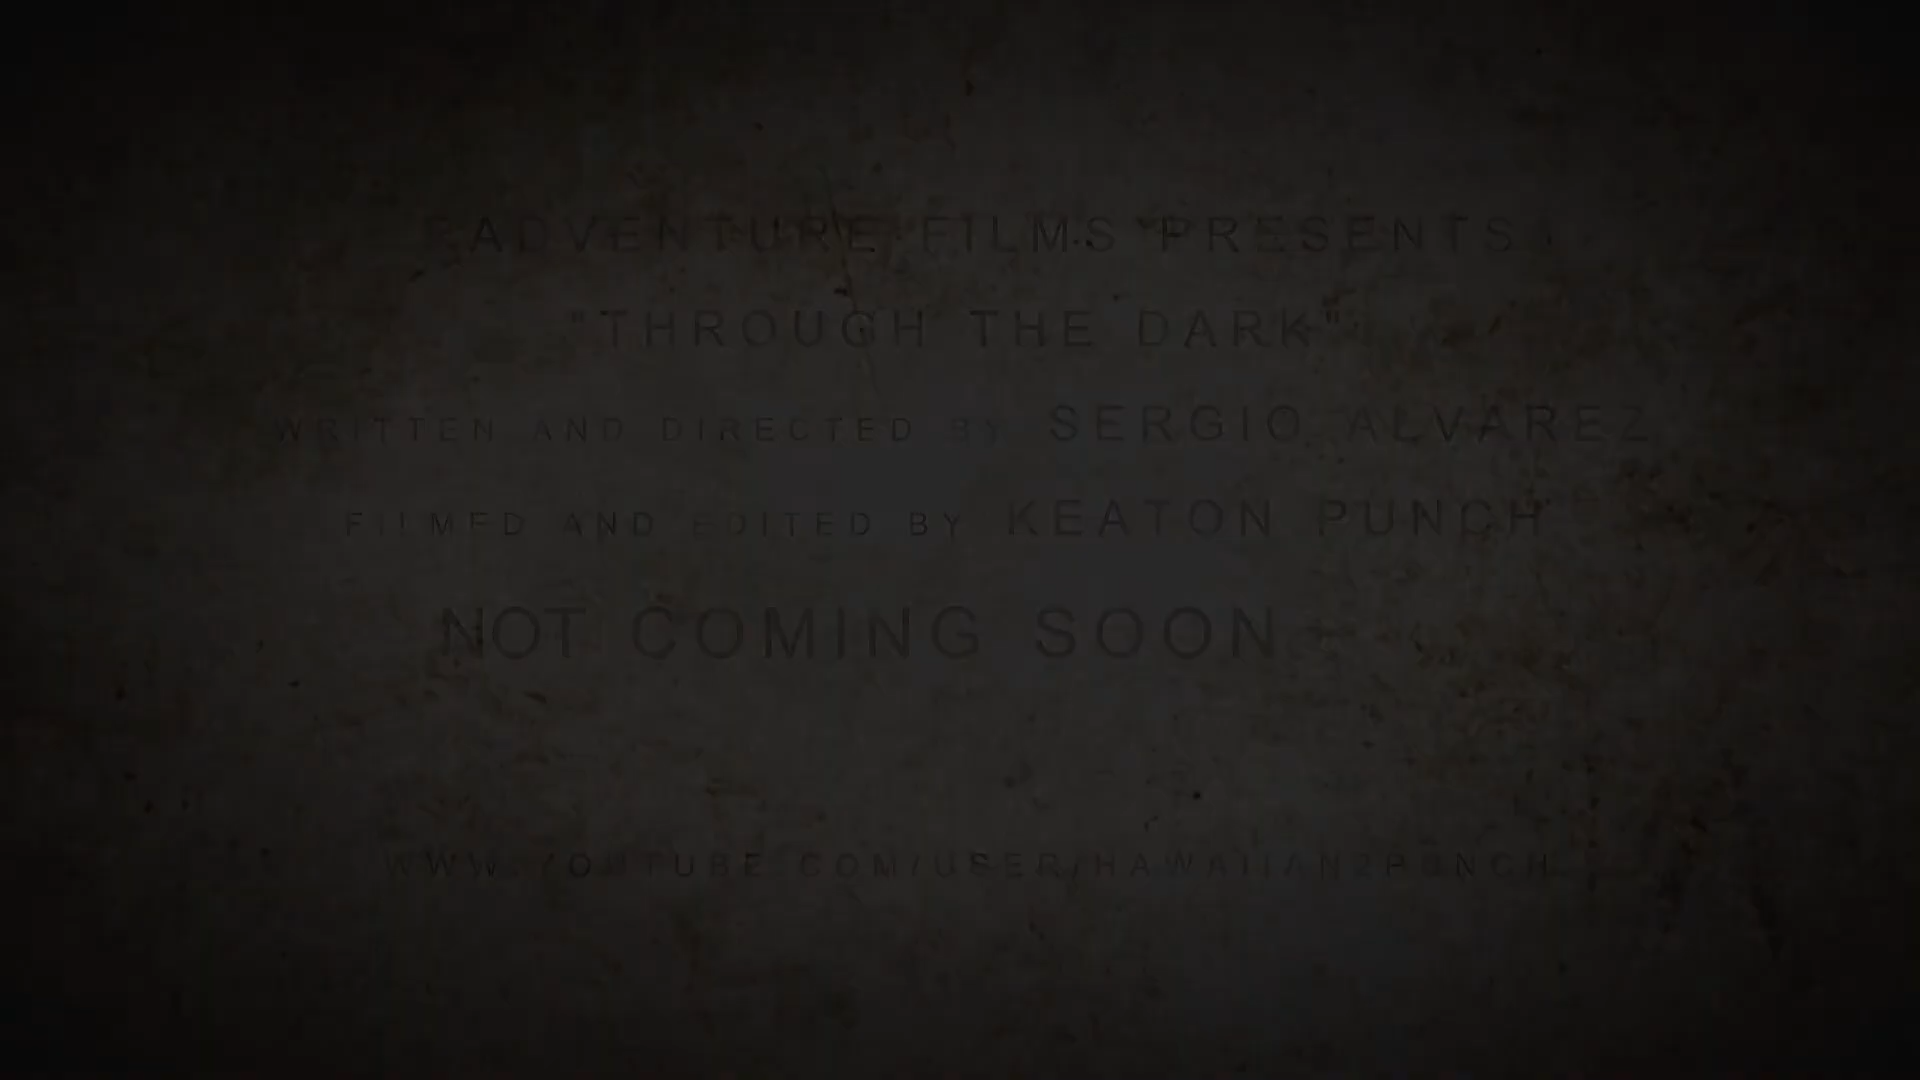 ADVENTURE FILMS PRESENTS
"THROUGH THE DARK"
WRITTEN AND DIRECTED BY SERGIO ALVAREZ
FILMED AND EDITED BY KEATON PUNCH
NOT COMING SOON
WWW.YOUTUBE.COM/USER/HAWAIIAN2PUNCH